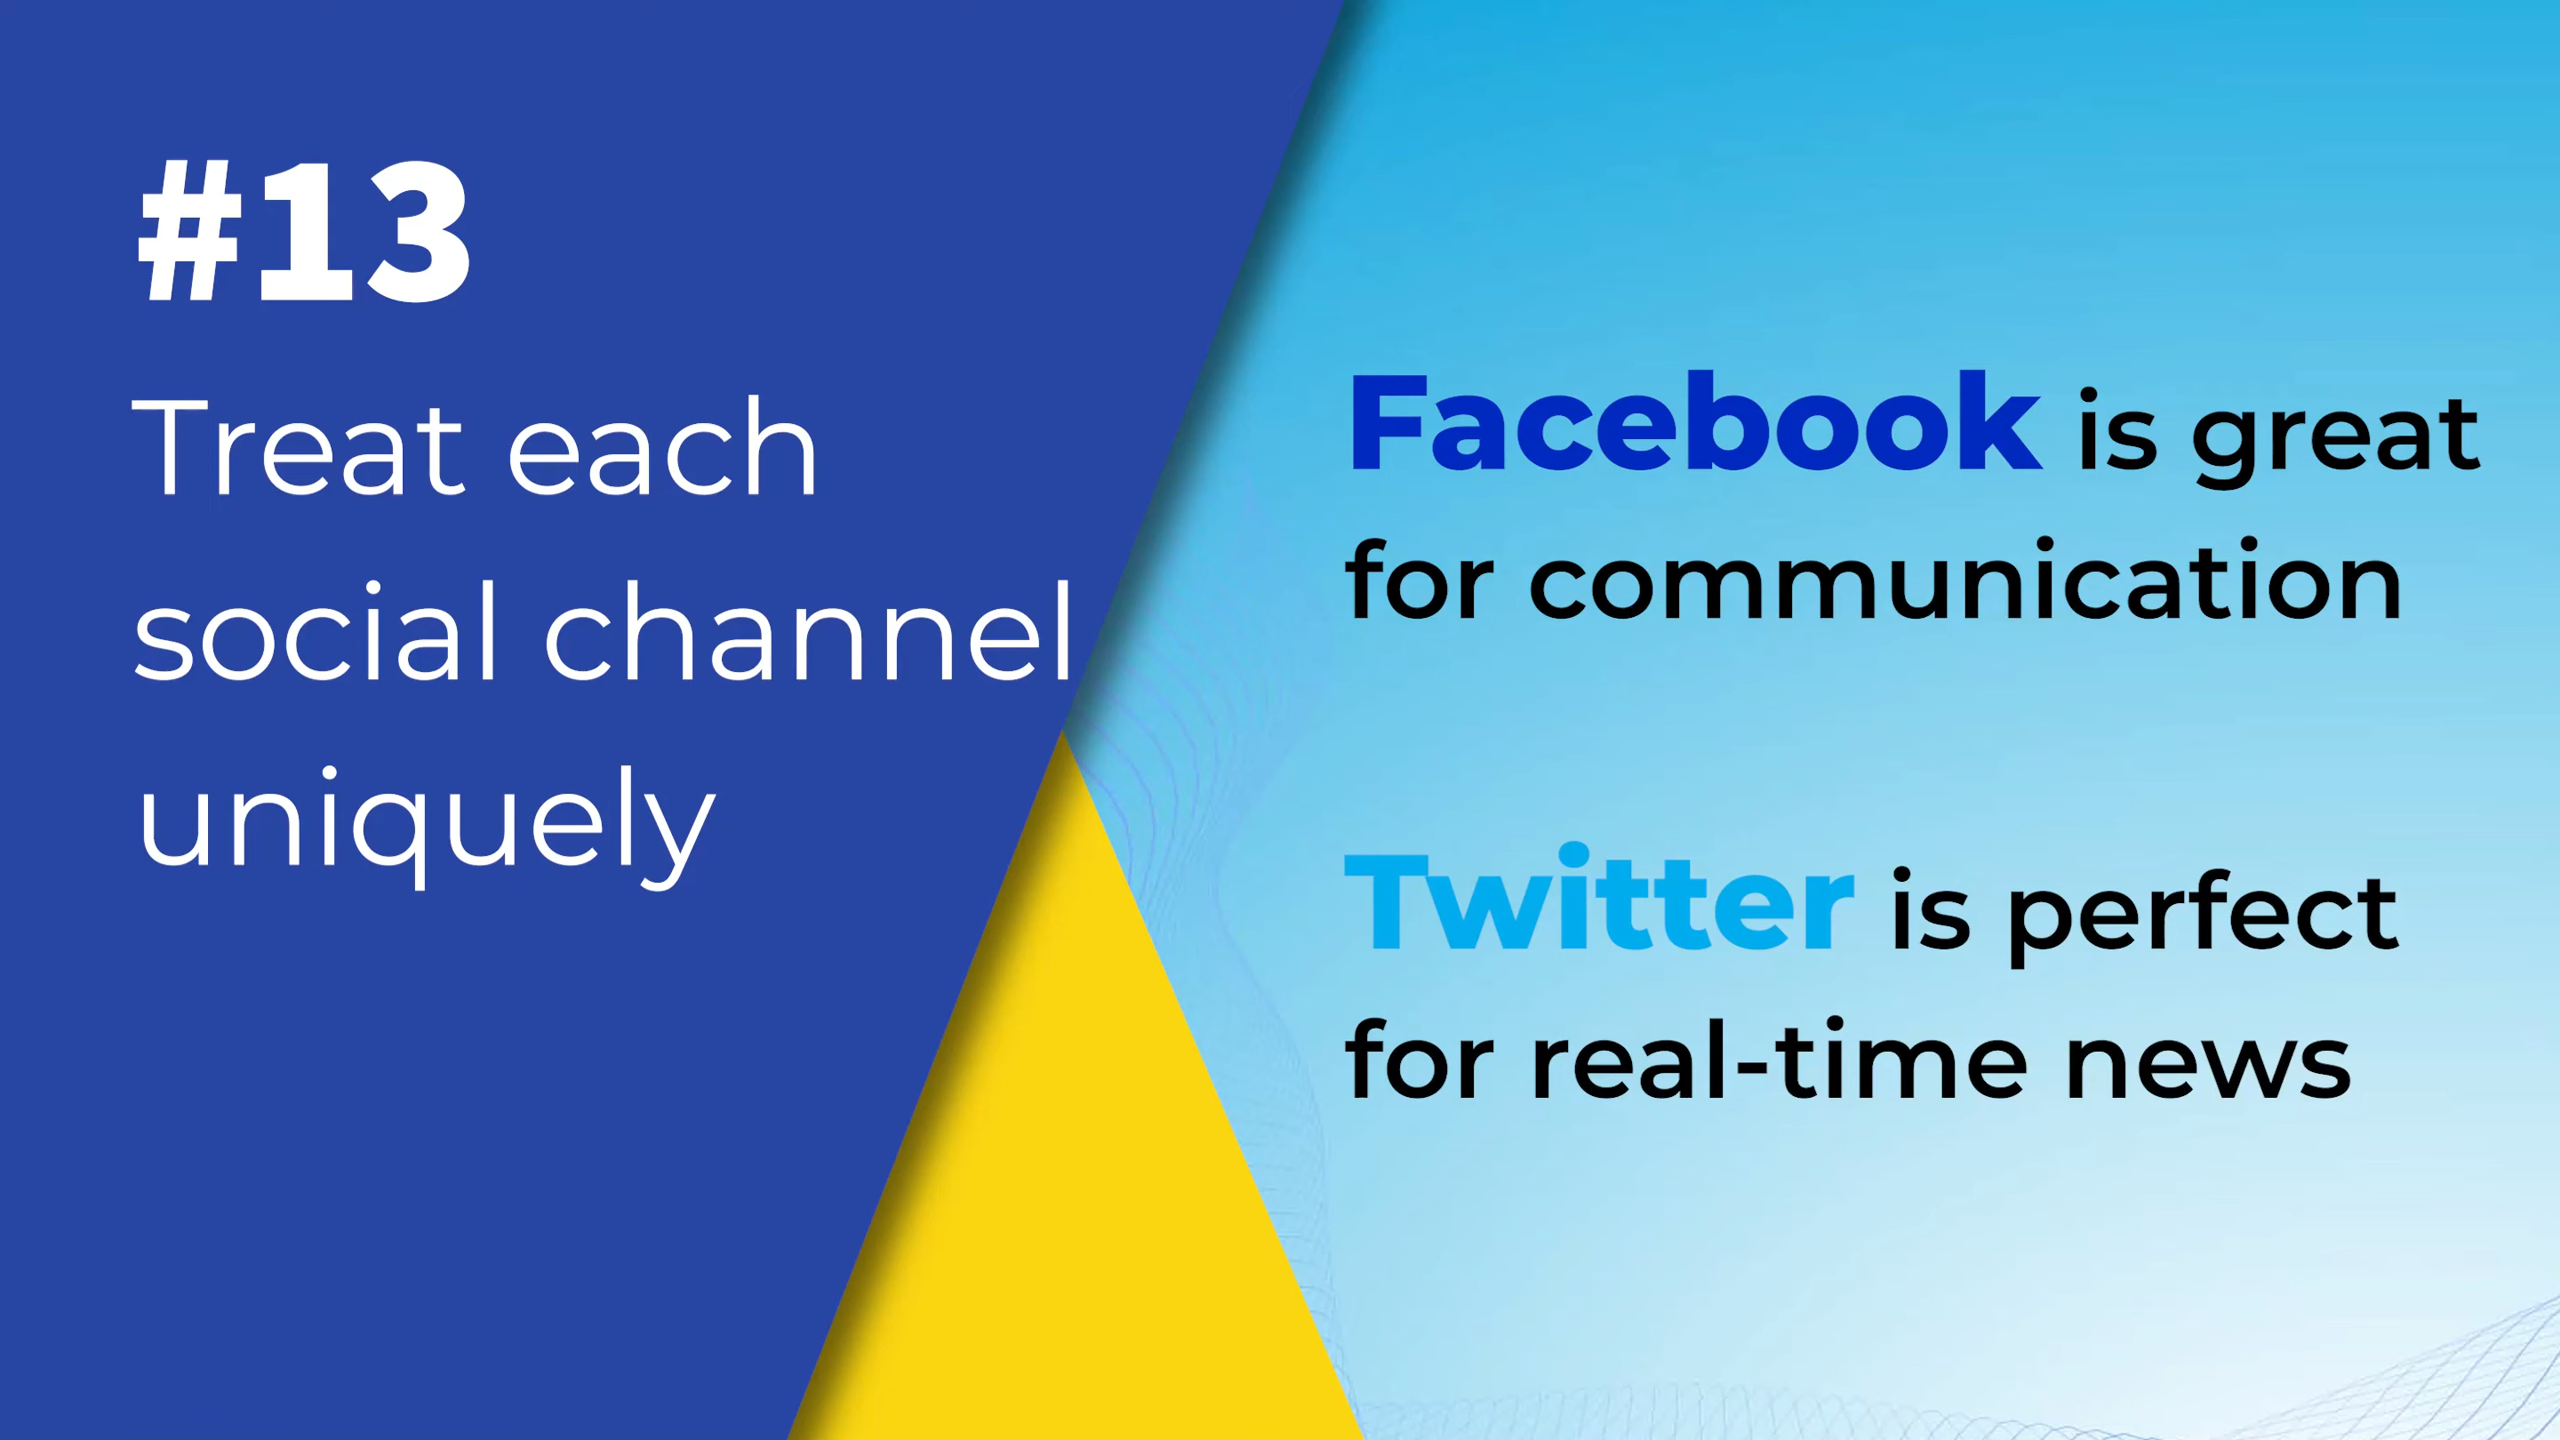 #13
Treat each
social channel
uniquely
Facebook is great
for communication
Twitter is perfect
for real-time news